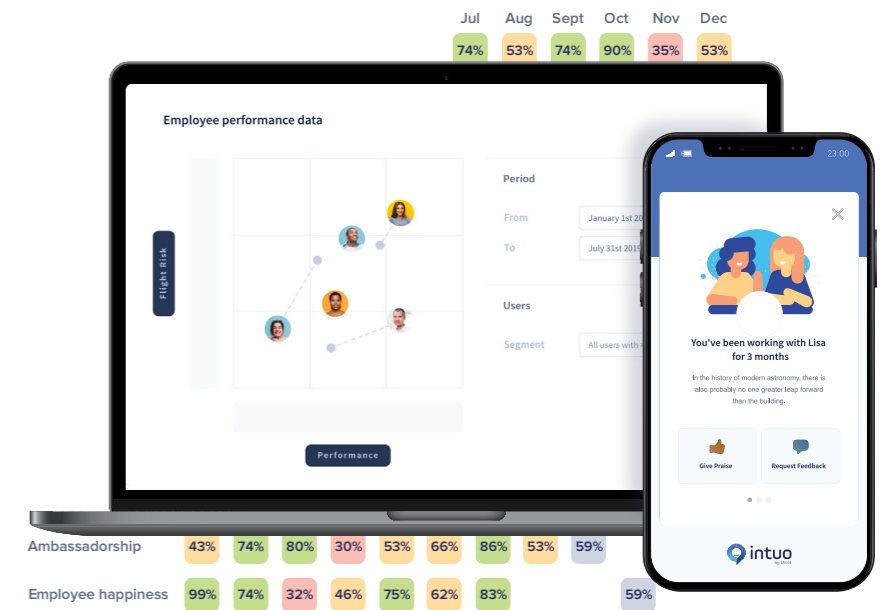 Jul Aug Sept Oct Nov Dec
74% 53% 74% 90% 35% 53%
Employee performance data
Flight Risk
Performance
Period
From January 1st 20
To July 31st 2019
Users
Segment All users with
23:00
You've been working with Lisa
for 3 months
In the history of modern astronomy, there is
also probably no one greater leap forward
than the building.
Give Praise Request Feedback
intuo
Ambassadorship 43% 74% 80% 30% 53% 66% 86% 53% 59%
Employee happiness 99% 74% 32% 46% 75% 62% 83% 59%